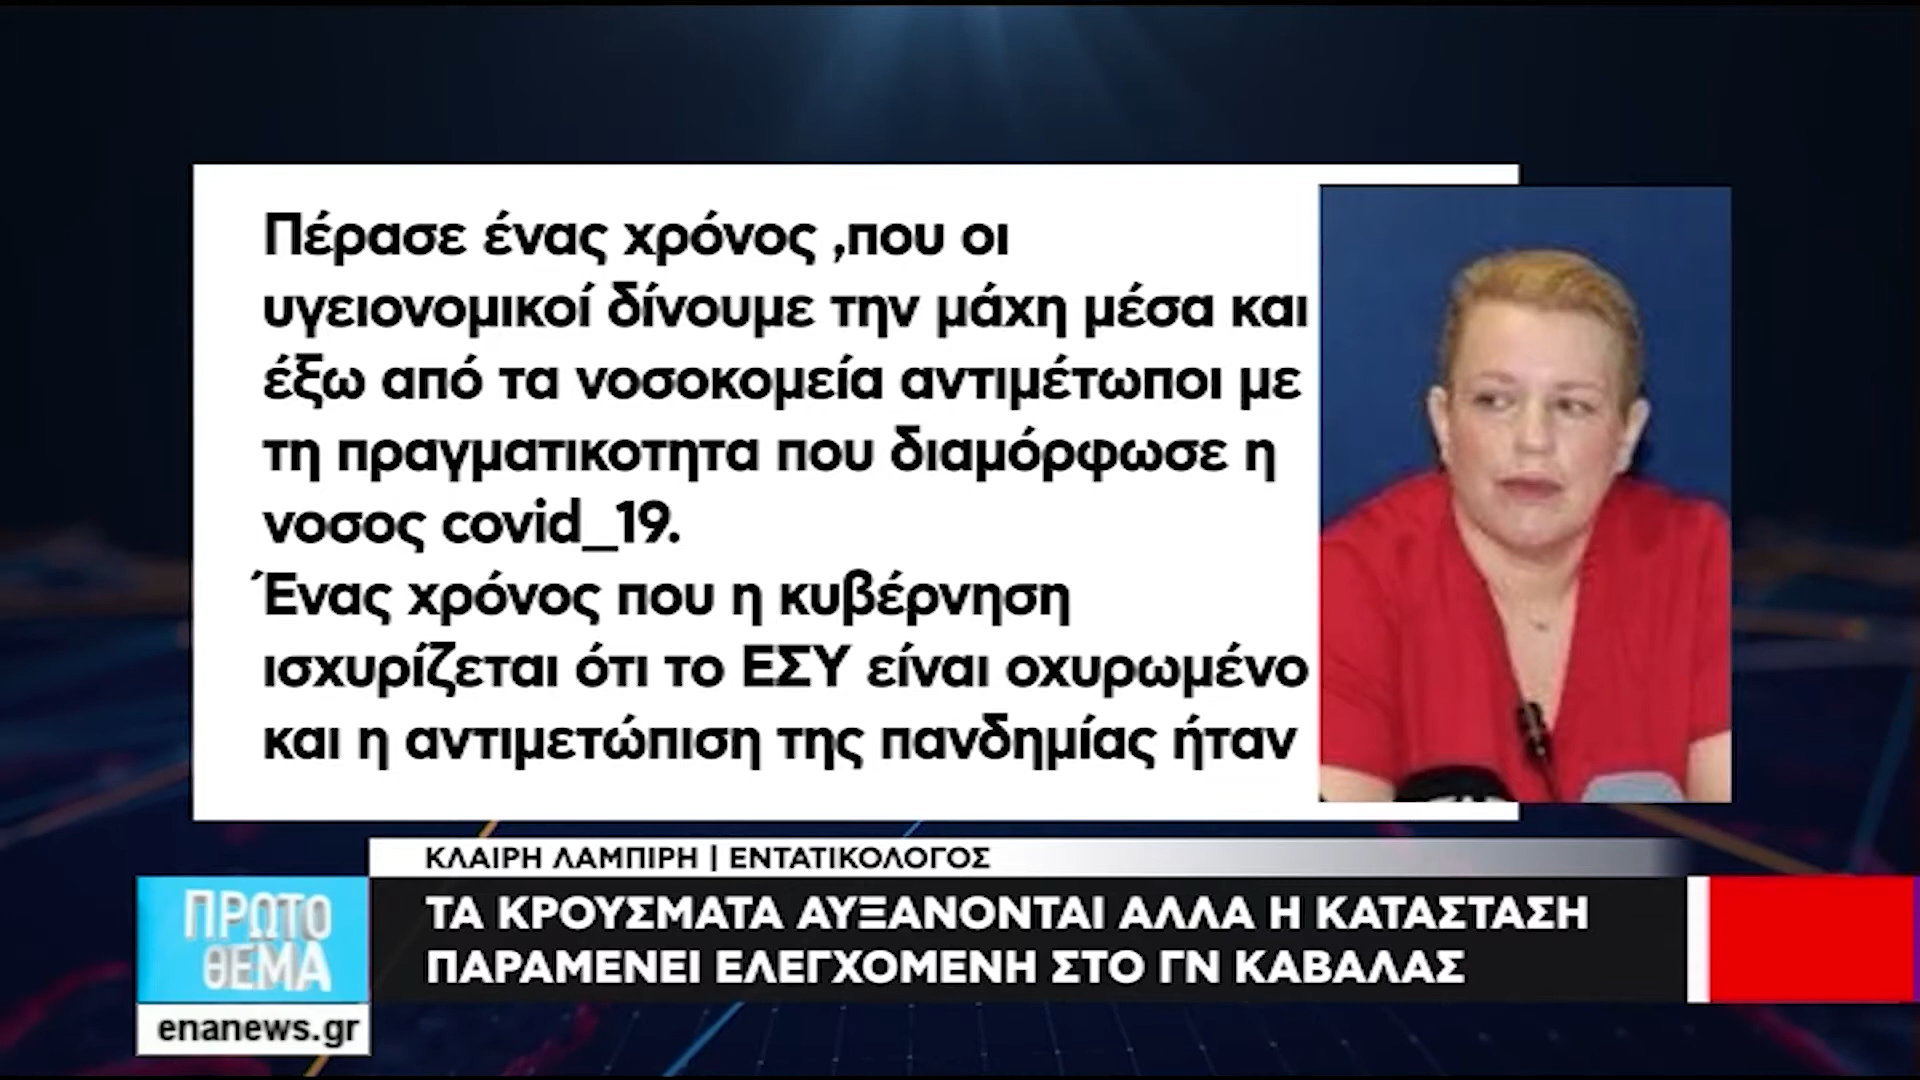 Πέρασε ένας χρόνος ,που οι
υγειονομικοί δίνουμε την μάχη μέσα και
έξω από τα νοσοκομεία αντιμέτωποι με
τη πραγματικοτητα που διαμόρφωσε η
νοσος covid_19.
Ένας χρόνος που η κυβέρνηση
ισχυρίζεται ότι το ΕΣΥ είναι οχυρωμένο
και η αντιμετώπιση της πανδημίας ήταν
ΚΛΑΙΡΗ ΛΑΜΠΙΡΗ | ΕΝΤΑΤΙΚΟΛΟΓΟΣ
ΠΡΩΤΟ
ΘΕΜΑ
ΤΑ ΚΡΟΥΣΜΑΤΑ ΑΥΞΑΝΟΝΤΑΙ ΑΛΛΑ Η ΚΑΤΑΣΤΑΣΗ
ΠΑΡΑΜΕΝΕΙ ΕΛΕΓΧΟΜΕΝΗ ΣΤΟ ΓΝ ΚΑΒΑΛΑΣ
enanews.gr